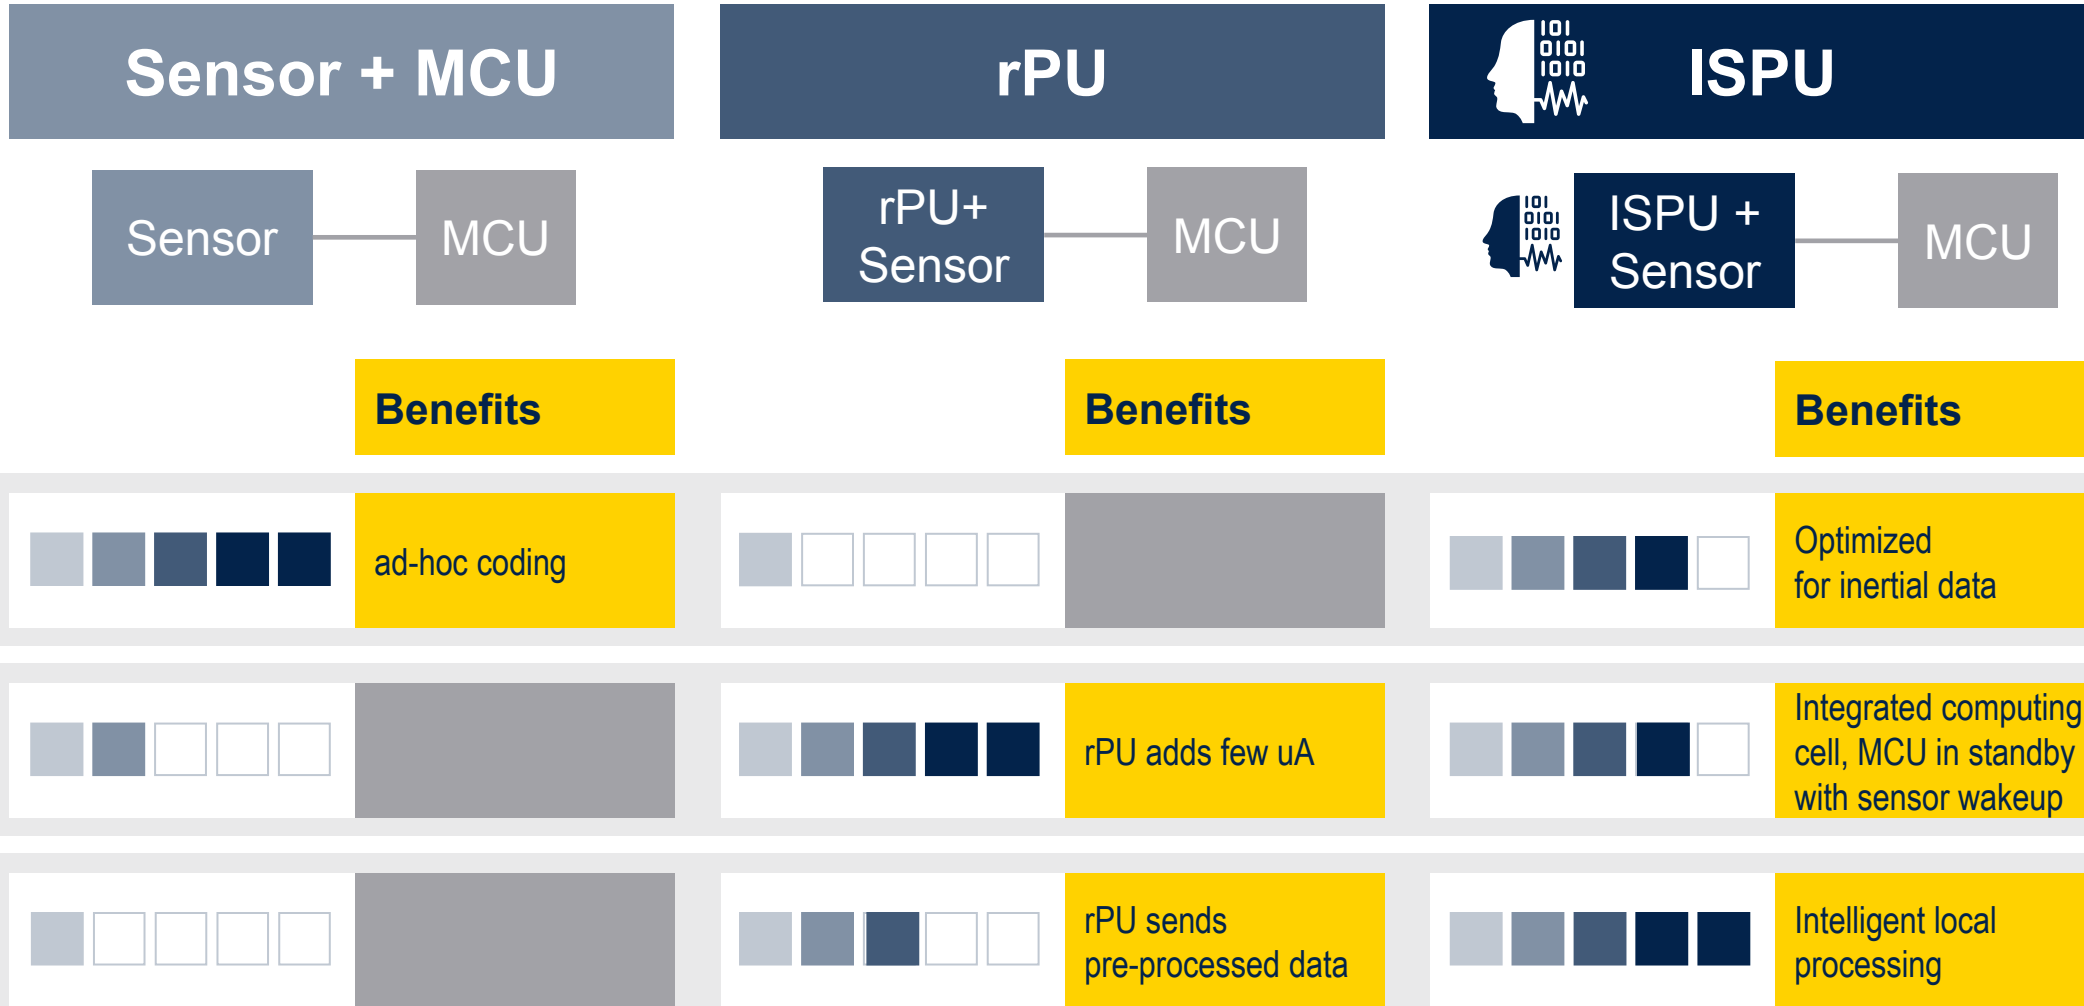 Sensor + MCU
rPU
101
0101
1010
ISPU
Sensor
MCU
rPU+
Sensor
MCU
101
0101
1010
ISPU +
Sensor
MCU
Benefits
Benefits
Benefits
ad-hoc coding
Optimized
for inertial data
rPU adds few uA
Integrated computing
cell, MCU in standby
with sensor wakeup
rPU sends
pre-processed data
Intelligent local
processing